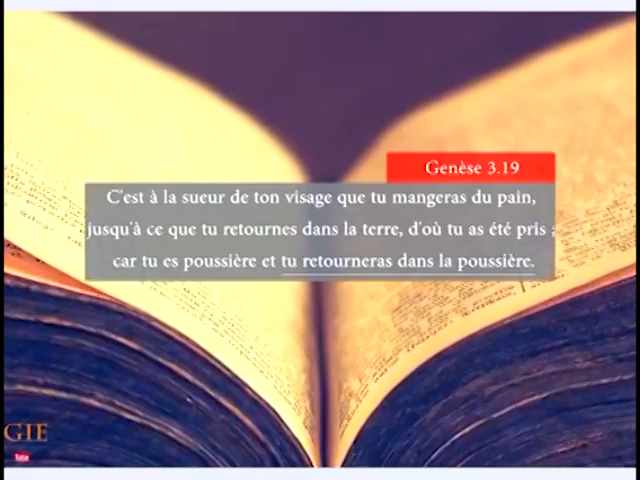 Genèse 3.19
C'est à la sueur de ton visage que tu mangeras du pain,
jusqu'à ce que tu retournes dans la terre, d'où tu as été pris ;
car tu es poussière et tu retourneras dans la poussière.
GIE
Tube